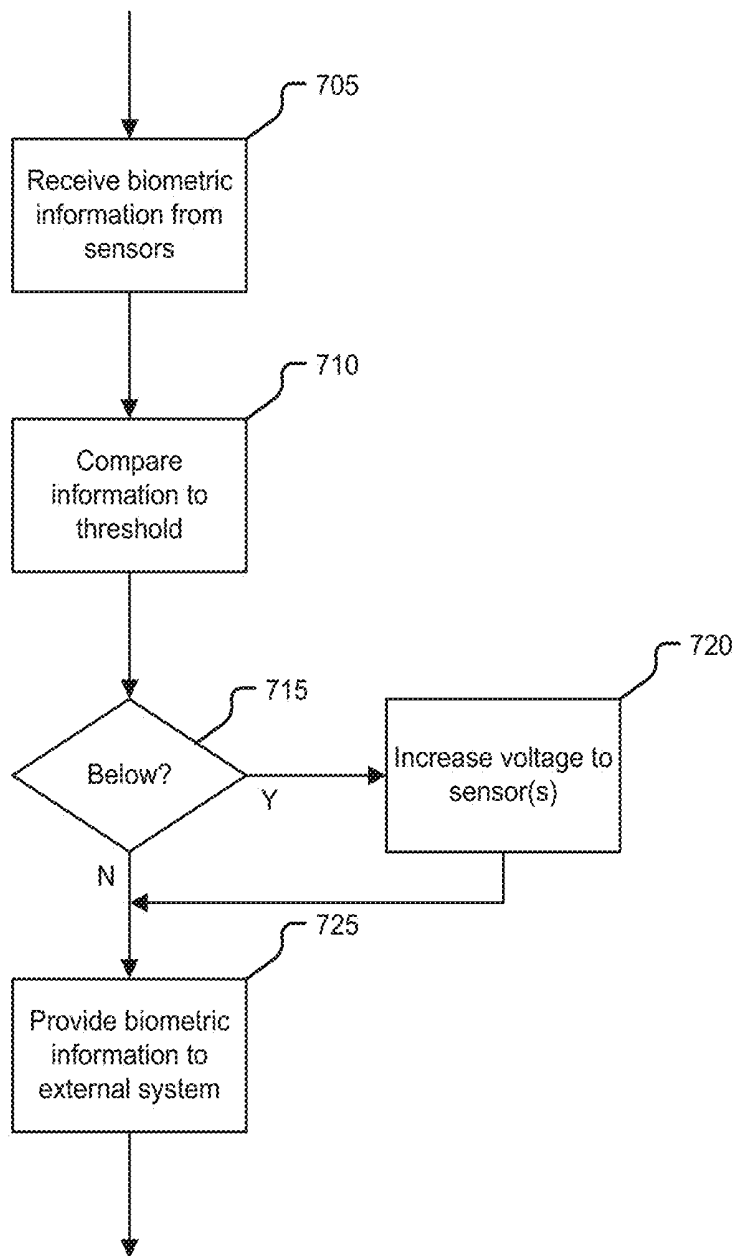 705
Receive biometric
information from
sensors
710
Compare
information to
threshold
715
Below?
Y
720
Increase voltage to
sensor(s)
N
725
Provide biometric
information to
external system